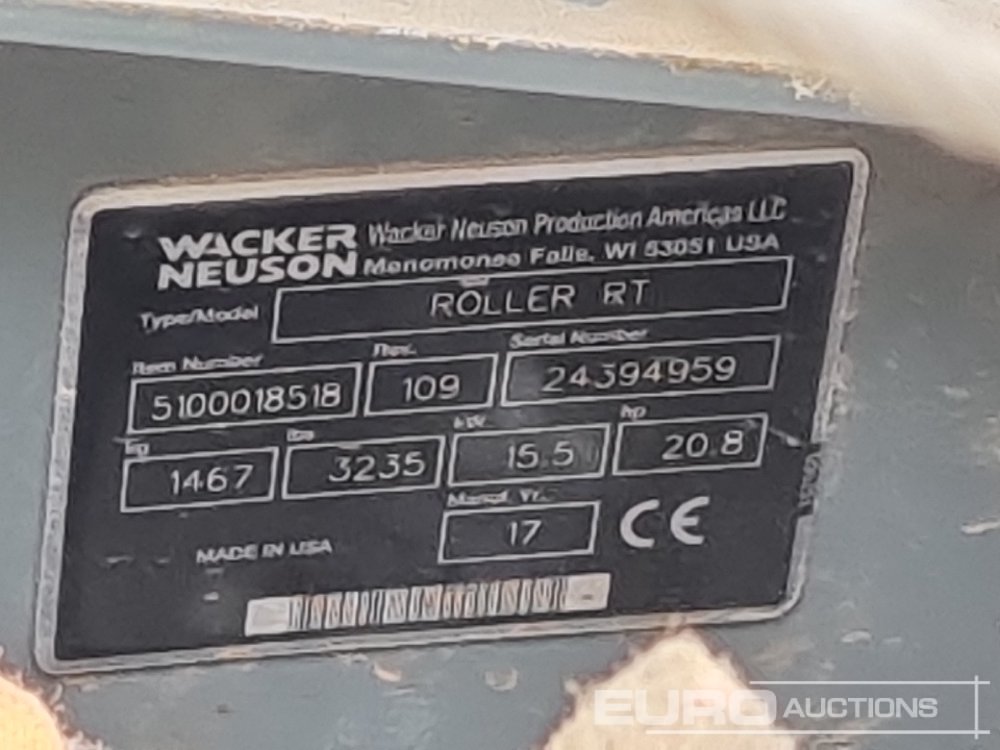 WACKER NEUSON
Wacker Neuson Production Americas LLC
Menomonee Falls, WI 53051 USA
Type/Model ROLLER RT
Item Number Rev. Serial Number
5100018518 109 24394959
kg lbs kW hp
1467 3235 15.5 20.8
Manuf. Yr.
17 CE
MADE IN USA
EURO AUCTIONS